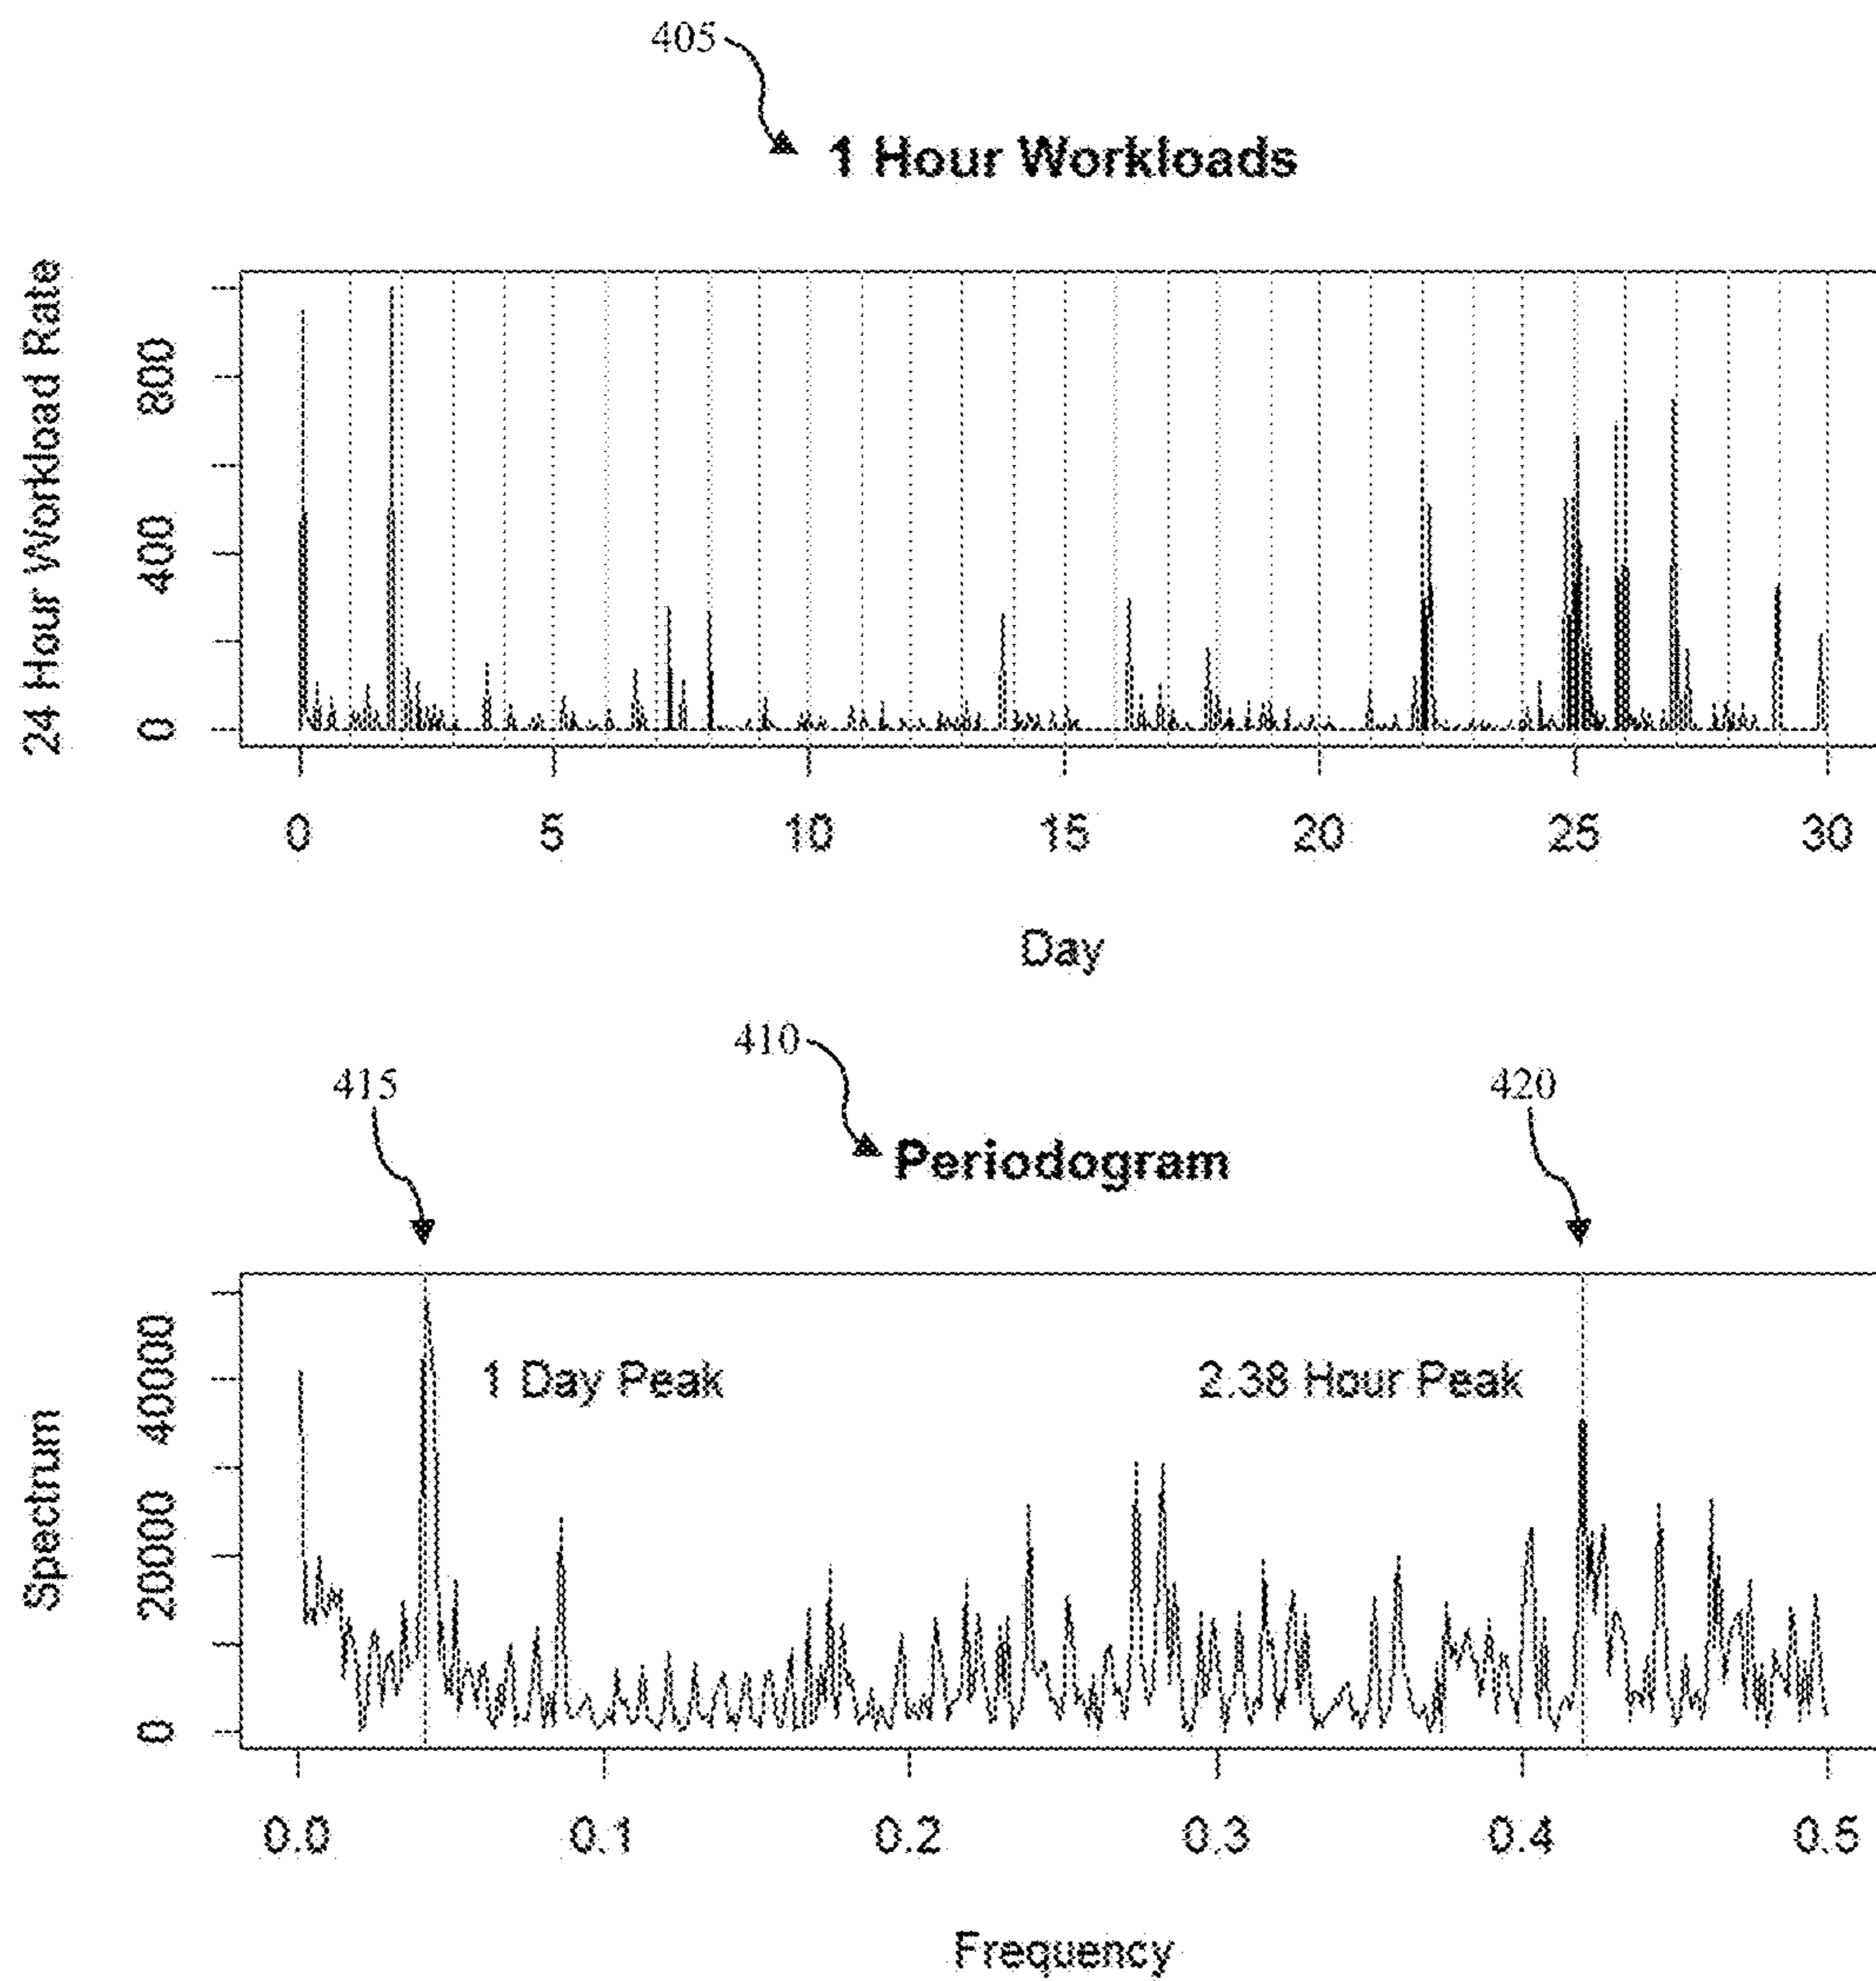 405
1 Hour Workloads
24 Hour Workload Rate
800
400
0
0 5 10 15 20 25 30
Day
410
415
420
Periodogram
1 Day Peak
2.38 Hour Peak
Spectrum
40000
20000
0
0.0 0.1 0.2 0.3 0.4 0.5
Frequency